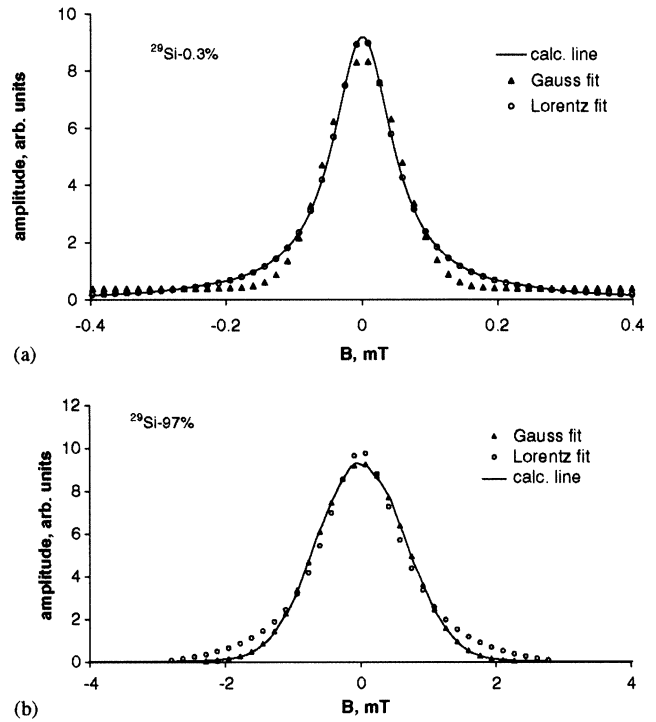 10
8
6
4
2
0
amplitude, arb. units
²⁹Si-0.3%
calc. line
Gauss fit
Lorentz fit
-0.4 -0.2 0 0.2 0.4
B, mT
(a)
12
10
8
6
4
2
0
amplitude, arb. units
²⁹Si-97%
Gauss fit
Lorentz fit
calc. line
-4 -2 0 2 4
B, mT
(b)